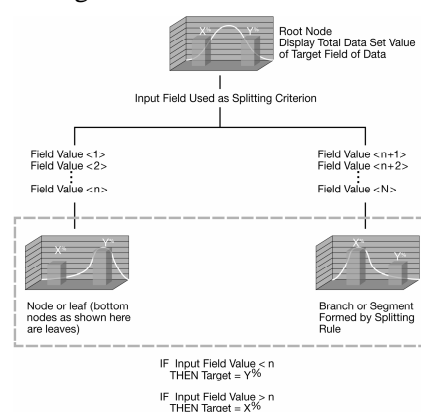 X% Y%
Root Node
Display Total Data Set Value
of Target Field of Data
Input Field Used as Splitting Criterion
Field Value <1>
Field Value <2>
Field Value <n>
Field Value <n+1>
Field Value <n+2>
Field Value <N>
X% Y%
Node or leaf (bottom
nodes as shown here
are leaves)
X% Y%
Branch or Segment
Formed by Splitting
Rule
IF Input Field Value < n
THEN Target = Y%
IF Input Field Value > n
THEN Target = X%